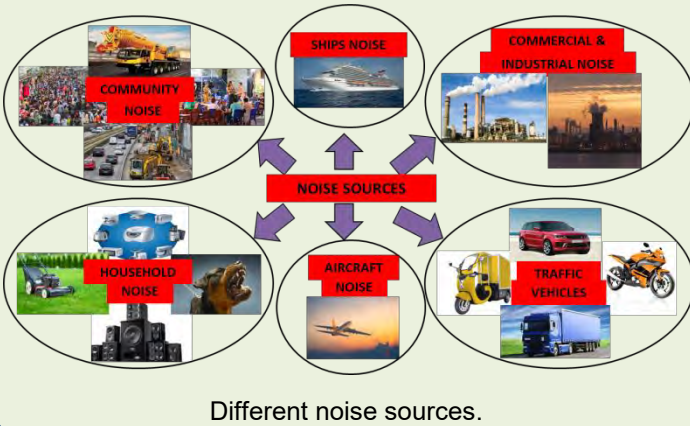 SHIPS NOISE
COMMERCIAL &
INDUSTRIAL NOISE
COMMUNITY
NOISE
NOISE SOURCES
HOUSEHOLD
NOISE
AIRCRAFT
NOISE
TRAFFIC
VEHICLES
Different noise sources.